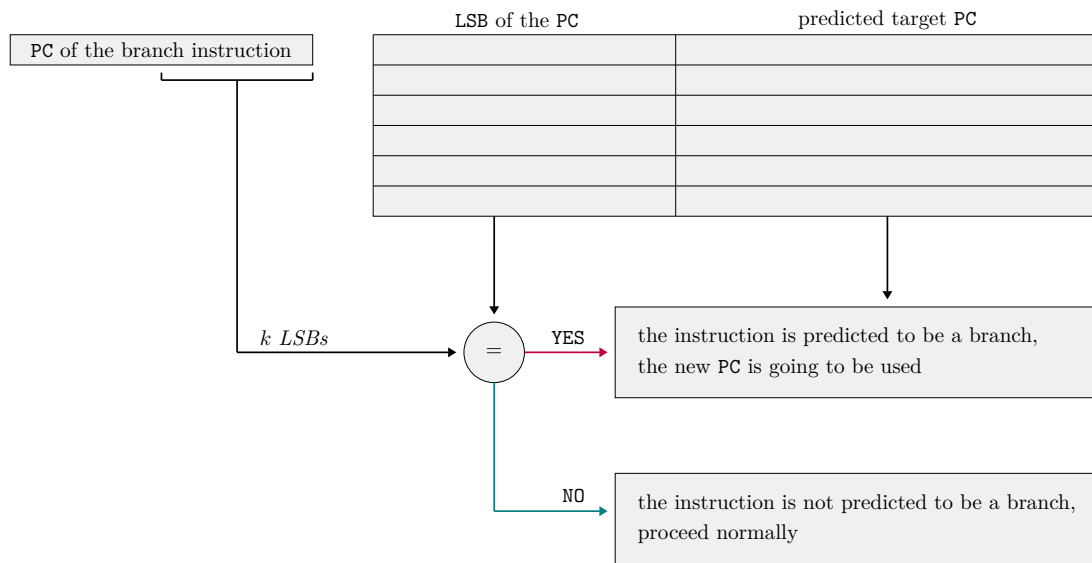 LSB of the PC
predicted target PC
PC of the branch instruction
k LSBs
=
YES
the instruction is predicted to be a branch,
the new PC is going to be used
NO
the instruction is not predicted to be a branch,
proceed normally